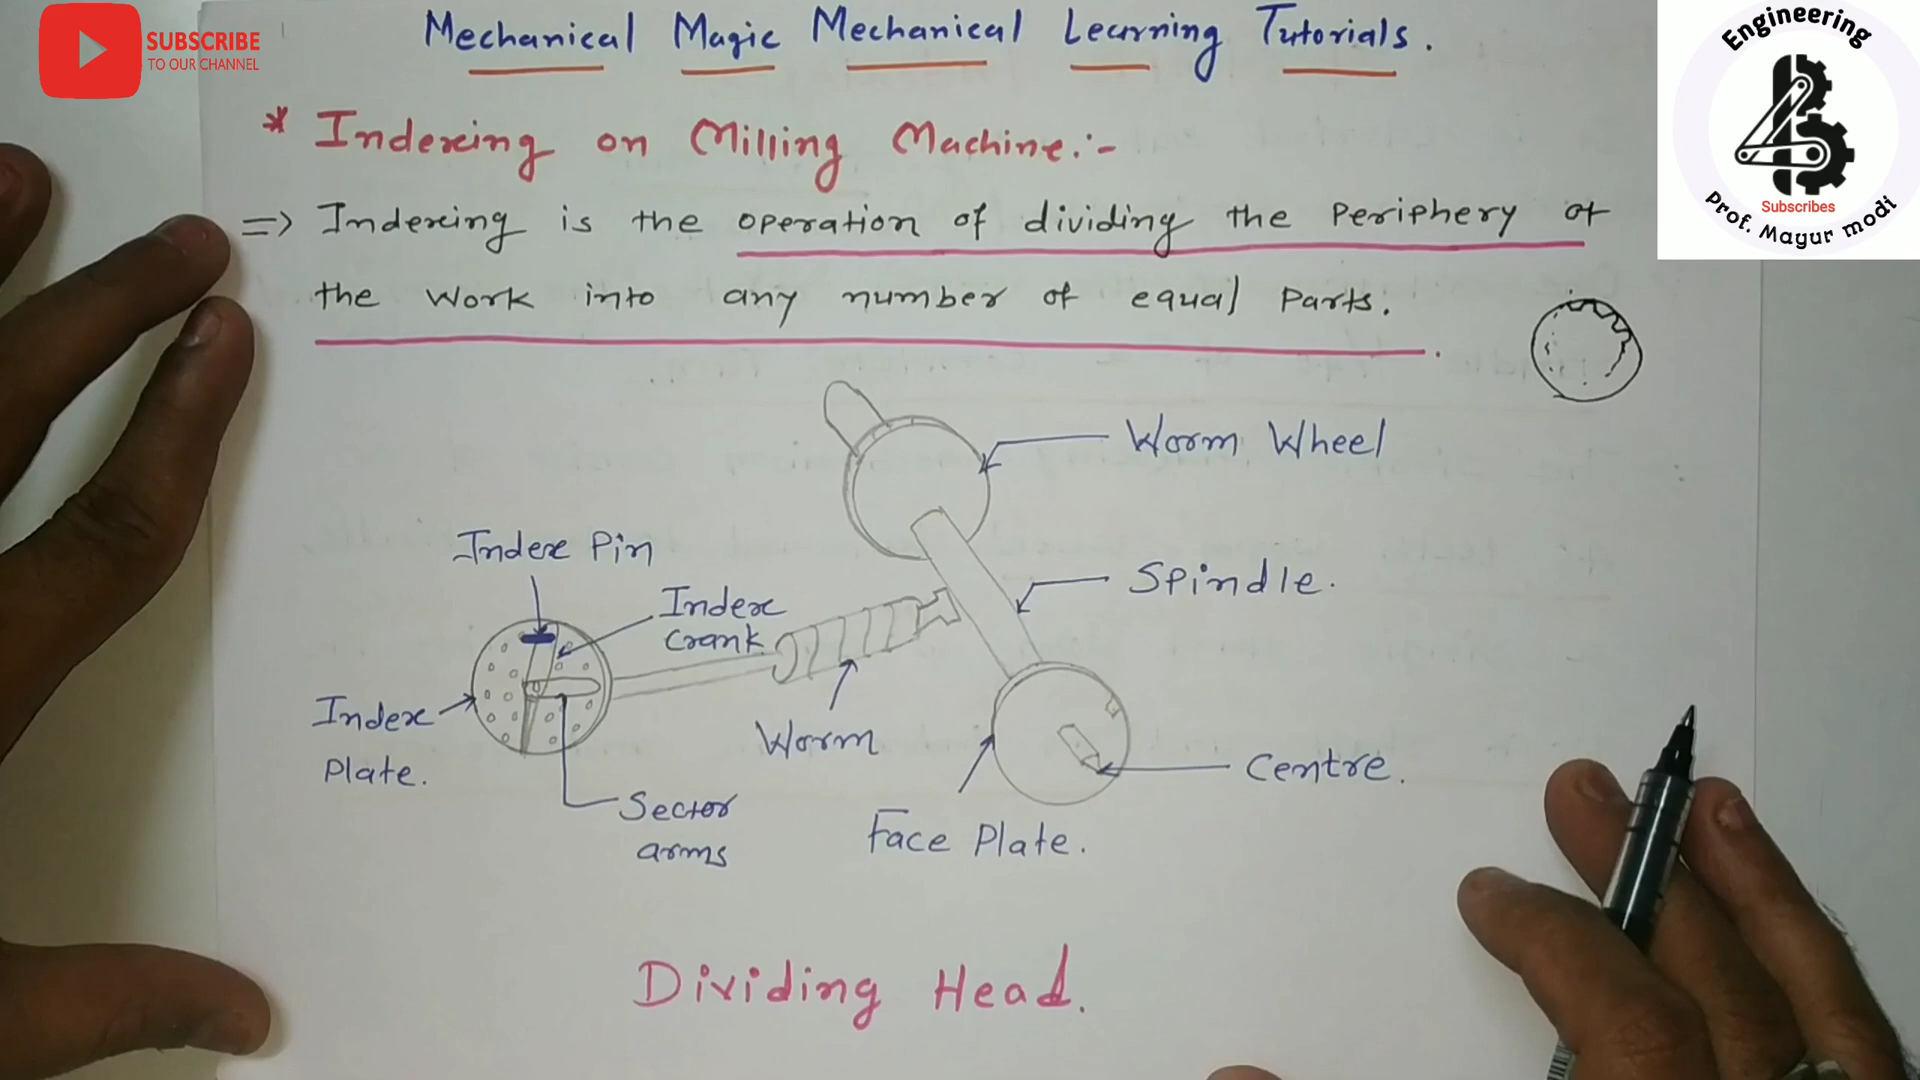 SUBSCRIBE
TO OUR CHANNEL
Mechanical Magic Mechanical Learning Tutorials.
Engineering
Subscribes
Prof. Mayur modi
* Indexing on Milling Machine:-
=> Indexing is the operation of dividing the Periphery of
the work into any number of equal Parts.
Worm Wheel
Index Pin
Index
Crank
Spindle.
Index
Plate.
Worm
Centre.
Sector
arms
Face Plate.
Dividing Head.